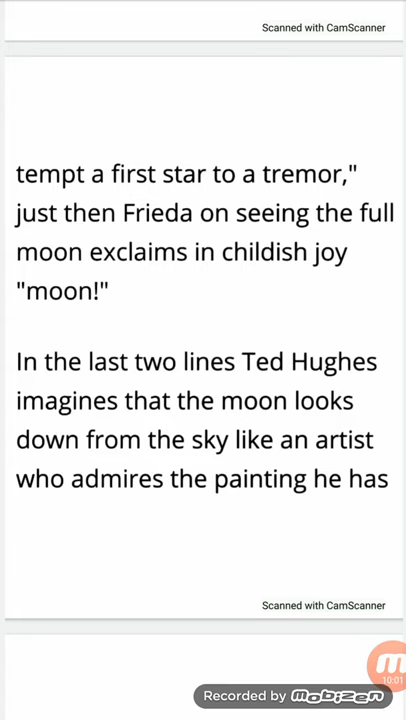 Scanned with CamScanner
tempt a first star to a tremor,"
just then Frieda on seeing the full
moon exclaims in childish joy
"moon!"
In the last two lines Ted Hughes
imagines that the moon looks
down from the sky like an artist
who admires the painting he has
Scanned with CamScanner
10:01
Recorded by mobizen